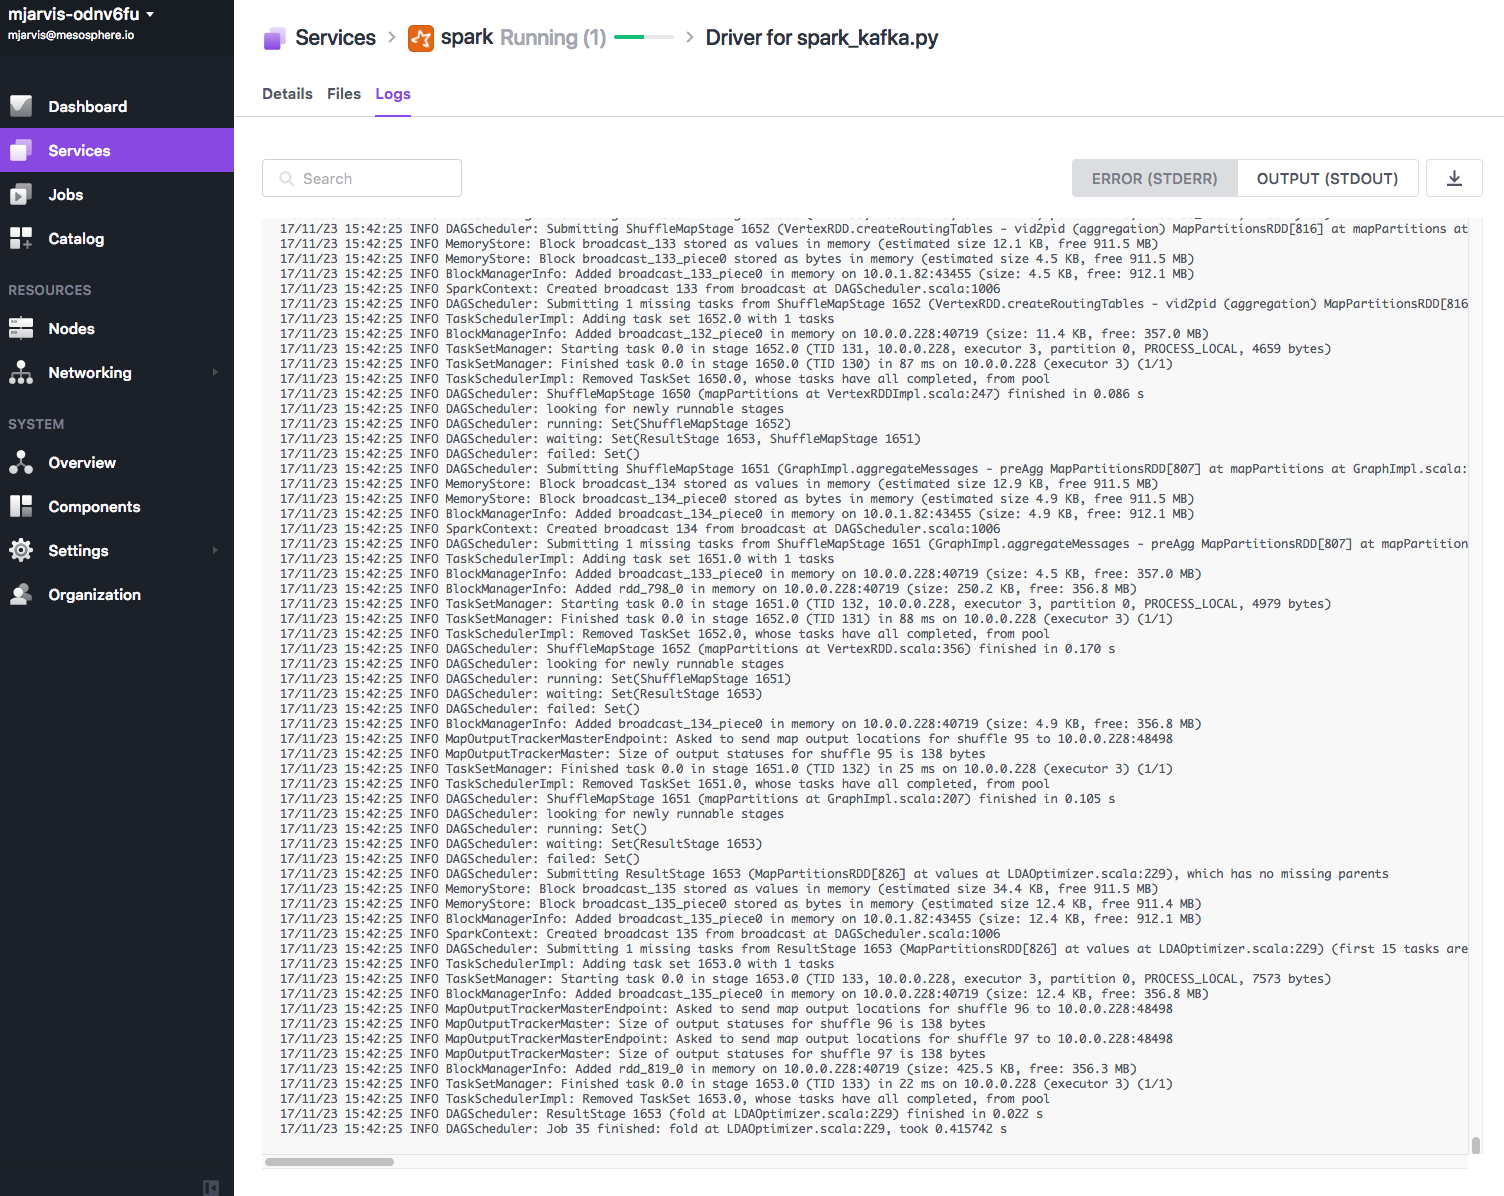 mjarvis-odnv6fu
mjarvis@mesosphere.io
Dashboard
Services
Jobs
Catalog
RESOURCES
Nodes
Networking
SYSTEM
Overview
Components
Settings
Organization
Services > spark Running (1) > Driver for spark_kafka.py
Details Files Logs
Search
ERROR (STDERR) OUTPUT (STDOUT)
17/11/23 15:42:25 INFO DAGScheduler: Submitting ShuffleMapStage 1652 (VertexRDD.createRoutingTables - vid2pid (aggregation) MapPartitionsRDD[816] at mapPartitions at
17/11/23 15:42:25 INFO MemoryStore: Block broadcast_133 stored as values in memory (estimated size 12.1 KB, free 911.5 MB)
17/11/23 15:42:25 INFO MemoryStore: Block broadcast_133_piece0 stored as bytes in memory (estimated size 4.5 KB, free 911.5 MB)
17/11/23 15:42:25 INFO BlockManagerInfo: Added broadcast_133_piece0 in memory on 10.0.1.82:43455 (size: 4.5 KB, free: 912.1 MB)
17/11/23 15:42:25 INFO SparkContext: Created broadcast 133 from broadcast at DAGScheduler.scala:1006
17/11/23 15:42:25 INFO DAGScheduler: Submitting 1 missing tasks from ShuffleMapStage 1652 (VertexRDD.createRoutingTables - vid2pid (aggregation) MapPartitionsRDD[816
17/11/23 15:42:25 INFO TaskSchedulerImpl: Adding task set 1652.0 with 1 tasks
17/11/23 15:42:25 INFO BlockManagerInfo: Added broadcast_132_piece0 in memory on 10.0.0.228:40719 (size: 11.4 KB, free: 357.0 MB)
17/11/23 15:42:25 INFO TaskSetManager: Starting task 0.0 in stage 1652.0 (TID 131, 10.0.0.228, executor 3, partition 0, PROCESS_LOCAL, 4659 bytes)
17/11/23 15:42:25 INFO TaskSetManager: Finished task 0.0 in stage 1650.0 (TID 130) in 87 ms on 10.0.0.228 (executor 3) (1/1)
17/11/23 15:42:25 INFO TaskSchedulerImpl: Removed TaskSet 1650.0, whose tasks have all completed, from pool
17/11/23 15:42:25 INFO DAGScheduler: ShuffleMapStage 1650 (mapPartitions at VertexRDDImpl.scala:247) finished in 0.086 s
17/11/23 15:42:25 INFO DAGScheduler: looking for newly runnable stages
17/11/23 15:42:25 INFO DAGScheduler: running: Set(ShuffleMapStage 1652)
17/11/23 15:42:25 INFO DAGScheduler: waiting: Set(ResultStage 1653, ShuffleMapStage 1651)
17/11/23 15:42:25 INFO DAGScheduler: failed: Set()
17/11/23 15:42:25 INFO DAGScheduler: Submitting ShuffleMapStage 1651 (GraphImpl.aggregateMessages - preAgg MapPartitionsRDD[807] at mapPartitions at GraphImpl.scala:
17/11/23 15:42:25 INFO MemoryStore: Block broadcast_134 stored as values in memory (estimated size 12.9 KB, free 911.5 MB)
17/11/23 15:42:25 INFO MemoryStore: Block broadcast_134_piece0 stored as bytes in memory (estimated size 4.9 KB, free 911.5 MB)
17/11/23 15:42:25 INFO BlockManagerInfo: Added broadcast_134_piece0 in memory on 10.0.1.82:43455 (size: 4.9 KB, free: 912.1 MB)
17/11/23 15:42:25 INFO SparkContext: Created broadcast 134 from broadcast at DAGScheduler.scala:1006
17/11/23 15:42:25 INFO DAGScheduler: Submitting 1 missing tasks from ShuffleMapStage 1651 (GraphImpl.aggregateMessages - preAgg MapPartitionsRDD[807] at mapPartition
17/11/23 15:42:25 INFO TaskSchedulerImpl: Adding task set 1651.0 with 1 tasks
17/11/23 15:42:25 INFO BlockManagerInfo: Added broadcast_133_piece0 in memory on 10.0.0.228:40719 (size: 4.5 KB, free: 357.0 MB)
17/11/23 15:42:25 INFO BlockManagerInfo: Added rdd_798_0 in memory on 10.0.0.228:40719 (size: 250.2 KB, free: 356.8 MB)
17/11/23 15:42:25 INFO TaskSetManager: Starting task 0.0 in stage 1651.0 (TID 132, 10.0.0.228, executor 3, partition 0, PROCESS_LOCAL, 4979 bytes)
17/11/23 15:42:25 INFO TaskSetManager: Finished task 0.0 in stage 1652.0 (TID 131) in 88 ms on 10.0.0.228 (executor 3) (1/1)
17/11/23 15:42:25 INFO TaskSchedulerImpl: Removed TaskSet 1652.0, whose tasks have all completed, from pool
17/11/23 15:42:25 INFO DAGScheduler: ShuffleMapStage 1652 (mapPartitions at VertexRDD.scala:356) finished in 0.170 s
17/11/23 15:42:25 INFO DAGScheduler: looking for newly runnable stages
17/11/23 15:42:25 INFO DAGScheduler: running: Set(ShuffleMapStage 1651)
17/11/23 15:42:25 INFO DAGScheduler: waiting: Set(ResultStage 1653)
17/11/23 15:42:25 INFO DAGScheduler: failed: Set()
17/11/23 15:42:25 INFO BlockManagerInfo: Added broadcast_134_piece0 in memory on 10.0.0.228:40719 (size: 4.9 KB, free: 356.8 MB)
17/11/23 15:42:25 INFO MapOutputTrackerMasterEndpoint: Asked to send map output locations for shuffle 95 to 10.0.0.228:48498
17/11/23 15:42:25 INFO MapOutputTrackerMaster: Size of output statuses for shuffle 95 is 138 bytes
17/11/23 15:42:25 INFO TaskSetManager: Finished task 0.0 in stage 1651.0 (TID 132) in 25 ms on 10.0.0.228 (executor 3) (1/1)
17/11/23 15:42:25 INFO TaskSchedulerImpl: Removed TaskSet 1651.0, whose tasks have all completed, from pool
17/11/23 15:42:25 INFO DAGScheduler: ShuffleMapStage 1651 (mapPartitions at GraphImpl.scala:207) finished in 0.105 s
17/11/23 15:42:25 INFO DAGScheduler: looking for newly runnable stages
17/11/23 15:42:25 INFO DAGScheduler: running: Set()
17/11/23 15:42:25 INFO DAGScheduler: waiting: Set(ResultStage 1653)
17/11/23 15:42:25 INFO DAGScheduler: failed: Set()
17/11/23 15:42:25 INFO DAGScheduler: Submitting ResultStage 1653 (MapPartitionsRDD[826] at values at LDAOptimizer.scala:229), which has no missing parents
17/11/23 15:42:25 INFO MemoryStore: Block broadcast_135 stored as values in memory (estimated size 34.4 KB, free 911.5 MB)
17/11/23 15:42:25 INFO MemoryStore: Block broadcast_135_piece0 stored as bytes in memory (estimated size 12.4 KB, free 911.4 MB)
17/11/23 15:42:25 INFO BlockManagerInfo: Added broadcast_135_piece0 in memory on 10.0.1.82:43455 (size: 12.4 KB, free: 912.1 MB)
17/11/23 15:42:25 INFO SparkContext: Created broadcast 135 from broadcast at DAGScheduler.scala:1006
17/11/23 15:42:25 INFO DAGScheduler: Submitting 1 missing tasks from ResultStage 1653 (MapPartitionsRDD[826] at values at LDAOptimizer.scala:229) (first 15 tasks are
17/11/23 15:42:25 INFO TaskSchedulerImpl: Adding task set 1653.0 with 1 tasks
17/11/23 15:42:25 INFO TaskSetManager: Starting task 0.0 in stage 1653.0 (TID 133, 10.0.0.228, executor 3, partition 0, PROCESS_LOCAL, 7573 bytes)
17/11/23 15:42:25 INFO BlockManagerInfo: Added broadcast_135_piece0 in memory on 10.0.0.228:40719 (size: 12.4 KB, free: 356.8 MB)
17/11/23 15:42:25 INFO MapOutputTrackerMasterEndpoint: Asked to send map output locations for shuffle 96 to 10.0.0.228:48498
17/11/23 15:42:25 INFO MapOutputTrackerMaster: Size of output statuses for shuffle 96 is 138 bytes
17/11/23 15:42:25 INFO MapOutputTrackerMasterEndpoint: Asked to send map output locations for shuffle 97 to 10.0.0.228:48498
17/11/23 15:42:25 INFO MapOutputTrackerMaster: Size of output statuses for shuffle 97 is 138 bytes
17/11/23 15:42:25 INFO BlockManagerInfo: Added rdd_819_0 in memory on 10.0.0.228:40719 (size: 425.5 KB, free: 356.3 MB)
17/11/23 15:42:25 INFO TaskSetManager: Finished task 0.0 in stage 1653.0 (TID 133) in 22 ms on 10.0.0.228 (executor 3) (1/1)
17/11/23 15:42:25 INFO TaskSchedulerImpl: Removed TaskSet 1653.0, whose tasks have all completed, from pool
17/11/23 15:42:25 INFO DAGScheduler: ResultStage 1653 (fold at LDAOptimizer.scala:229) finished in 0.022 s
17/11/23 15:42:25 INFO DAGScheduler: Job 35 finished: fold at LDAOptimizer.scala:229, took 0.415742 s